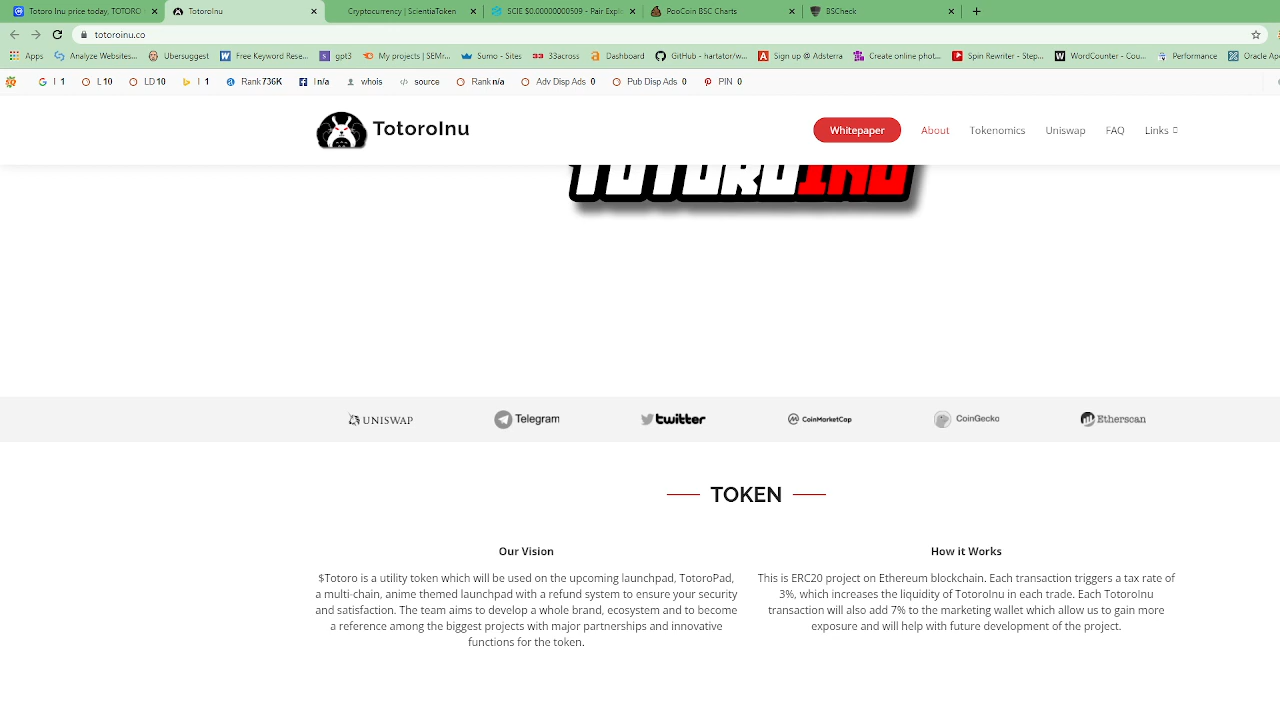 Totoro Inu price today, TOTORO
TotoroInu
Cryptocurrency | ScientiaToken
SCIE $0.00000000509 - Pair Expl
PooCoin BSC Charts
BSCheck
totoroinu.co
Apps
Analyze Websites...
Ubersuggest
Free Keyword Rese...
gpt3
My projects | SEMr...
Sumo - Sites
33across
Dashboard
GitHub - hartator/w...
Sign up @ Adsterra
Create online phot...
Spin Rewriter - Step...
WordCounter - Cou...
Performance
Oracle Ap
I 1
L 10
LD 10
I 1
Rank 736K
I n/a
whois
source
Rank n/a
Adv Disp Ads 0
Pub Disp Ads 0
PIN 0
TotoroInu
Whitepaper
About
Tokenomics
Uniswap
FAQ
Links
TOTOROINU
UNISWAP
Telegram
twitter
CoinMarketCap
CoinGecko
Etherscan
TOKEN
Our Vision
$Totoro is a utility token which will be used on the upcoming launchpad, TotoroPad,
a multi-chain, anime themed launchpad with a refund system to ensure your security
and satisfaction. The team aims to develop a whole brand, ecosystem and to become
a reference among the biggest projects with major partnerships and innovative
functions for the token.
How it Works
This is ERC20 project on Ethereum blockchain. Each transaction triggers a tax rate of
3%, which increases the liquidity of TotoroInu in each trade. Each TotoroInu
transaction will also add 7% to the marketing wallet which allow us to gain more
exposure and will help with future development of the project.